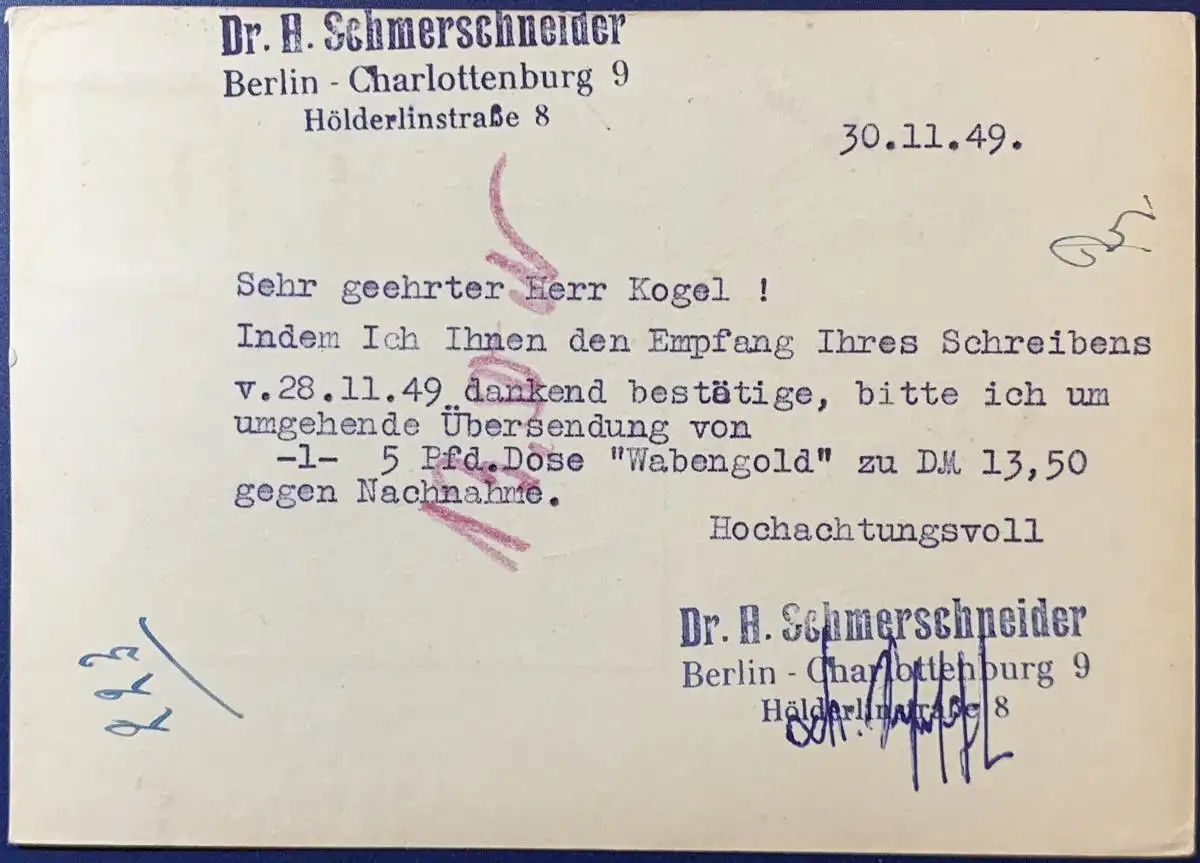 Dr. H. Schmerschneider
Berlin - Charlottenburg 9
Hölderlinstraße 8
30.11.49.
Sehr geehrter Herr Kogel !
Indem Ich Ihnen den Empfang Ihres Schreibens
v.28.11.49 dankend bestätige, bitte ich um
umgehende Übersendung von
-1- 5 Pfd.Dose "Wabengold" zu DM 13,50
gegen Nachnahme.
Hochachtungsvoll
Dr. H. Schmerschneider
Berlin - Charlottenburg 9
Hölderlinstraße 8